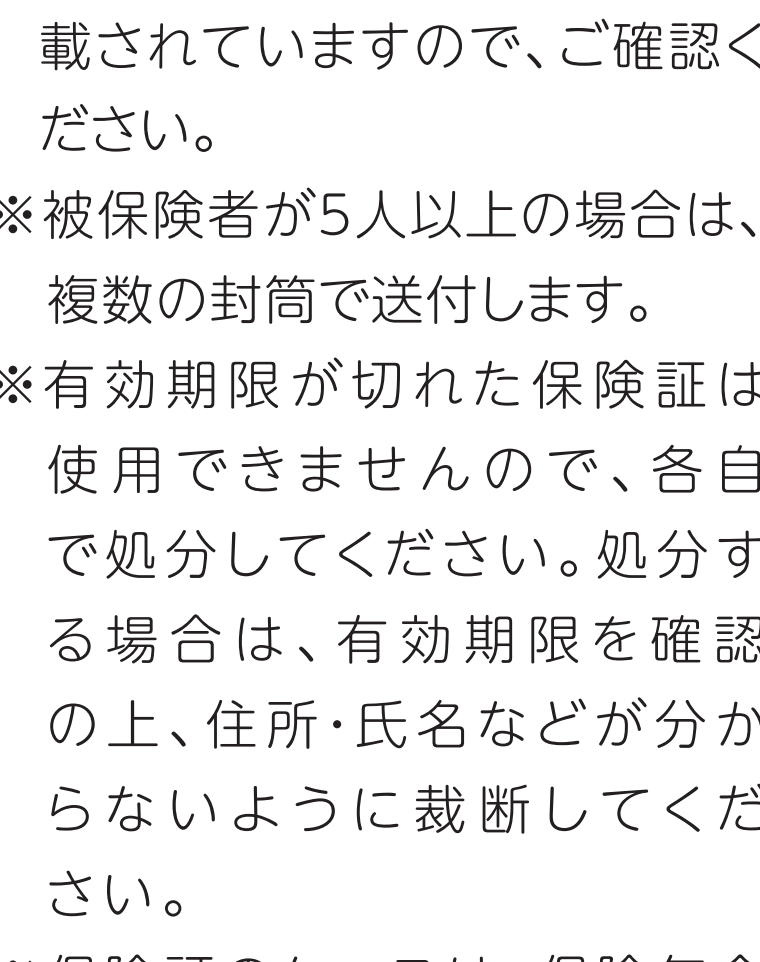 載されていますので、ご確認く
ださい。
※被保険者が5人以上の場合は、
複数の封筒で送付します。
※有効期限が切れた保険証は
使用できませんので、各自
で処分してください。処分す
る場合は、有効期限を確認
の上、住所・氏名などが分か
らないように裁断してくだ
さい。